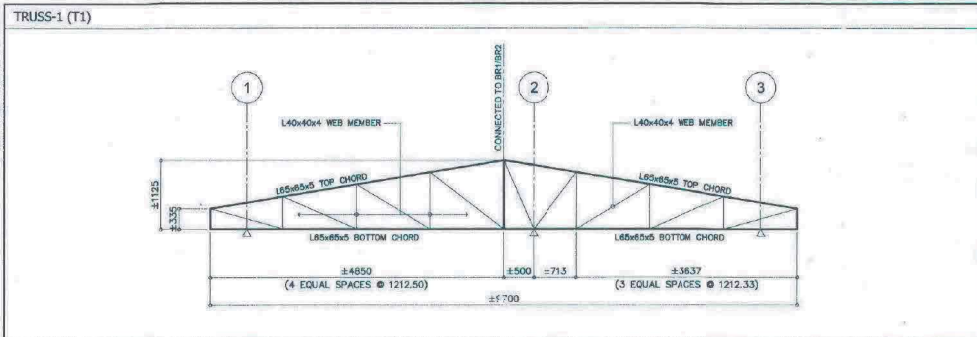 TRUSS-1 (T1)
1
2
3
CONNECTED TO BR1/BR2
L40x40x4 WEB MEMBER
L40x40x4 WEB MEMBER
L65x65x5 TOP CHORD
L65x65x5 TOP CHORD
±1125
±335
L65x65x5 BOTTOM CHORD
L65x65x5 BOTTOM CHORD
±4850
±500
±713
±3637
(4 EQUAL SPACES @ 1212.50)
(3 EQUAL SPACES @ 1212.33)
±9700